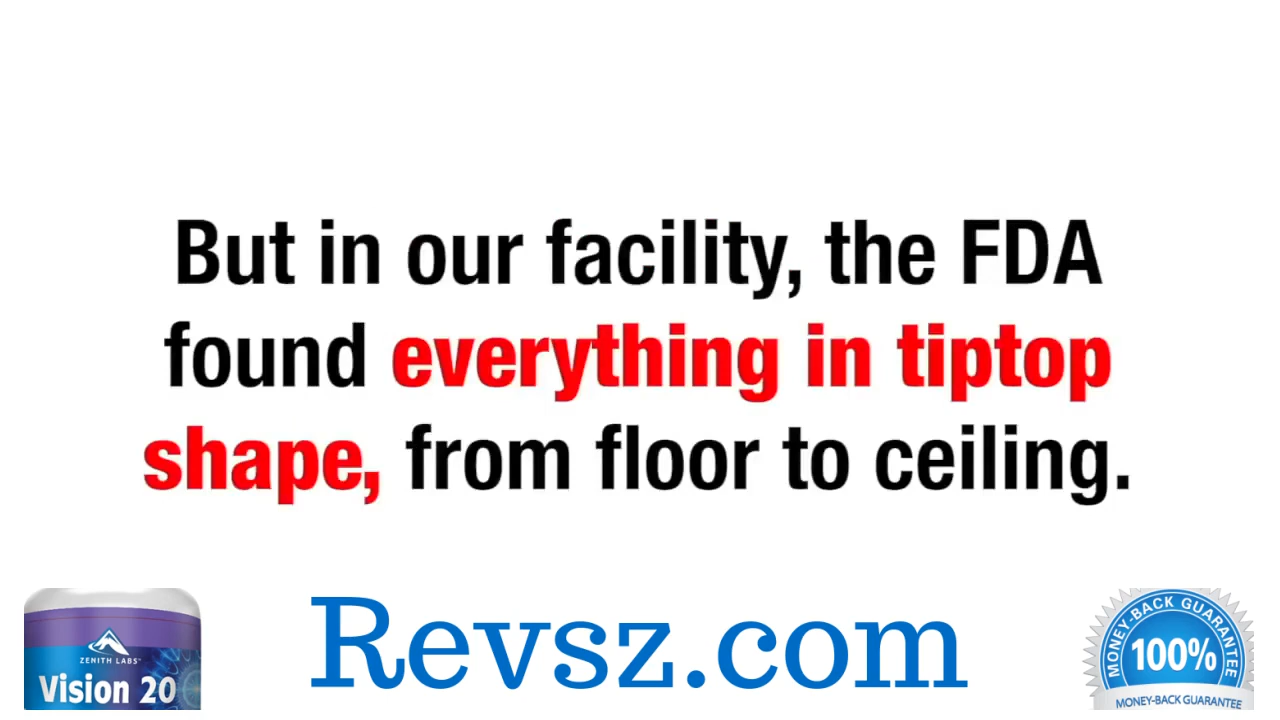 But in our facility, the FDA
found everything in tiptop
shape, from floor to ceiling.
Revsz.com
ZENITH LABS™
Vision 20
MONEY-BACK GUARANTEE
100%
MONEY-BACK GUARANTEE